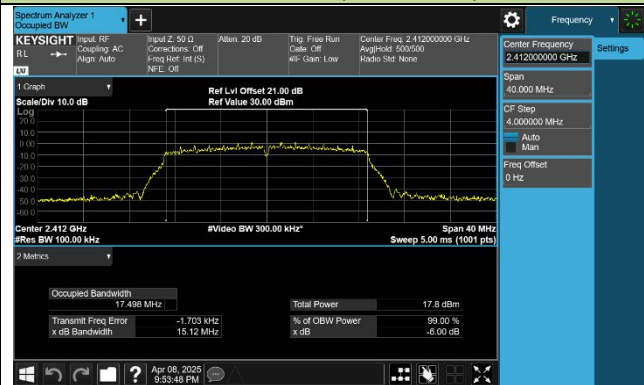 Spectrum Analyzer 1
Occupied BW
Frequency
KEYSIGHT
RL
LXI
Input: RF
Coupling: AC
Align: Auto
Input Z: 50 Ω
Corrections: Off
Freq Ref: Int (S)
NFE: Off
Atten: 20 dB
Trig: Free Run
Gate: Off
#IF Gain: Low
Center Freq: 2.412000000 GHz
Avg|Hold: 500/500
Radio Std: None
Center Frequency
2.412000000 GHz
Settings
Span
40.000 MHz
CF Step
4.000000 MHz
Auto
Man
Freq Offset
0 Hz
1 Graph
Scale/Div 10.0 dB
Ref Lvl Offset 21.00 dB
Ref Value 30.00 dBm
Log
20.0
10.0
0.00
-10.0
-20.0
-30.0
-40.0
-50.0
-60.0
Center 2.412 GHz
#Res BW 100.00 kHz
#Video BW 300.00 kHz*
Span 40 MHz
Sweep 5.00 ms (1001 pts)
2 Metrics
Occupied Bandwidth
17.498 MHz
Total Power 17.8 dBm
Transmit Freq Error -1.703 kHz
% of OBW Power 99.00 %
x dB Bandwidth 15.12 MHz
x dB -6.00 dB
?
Apr 08, 2025
9:53:48 PM